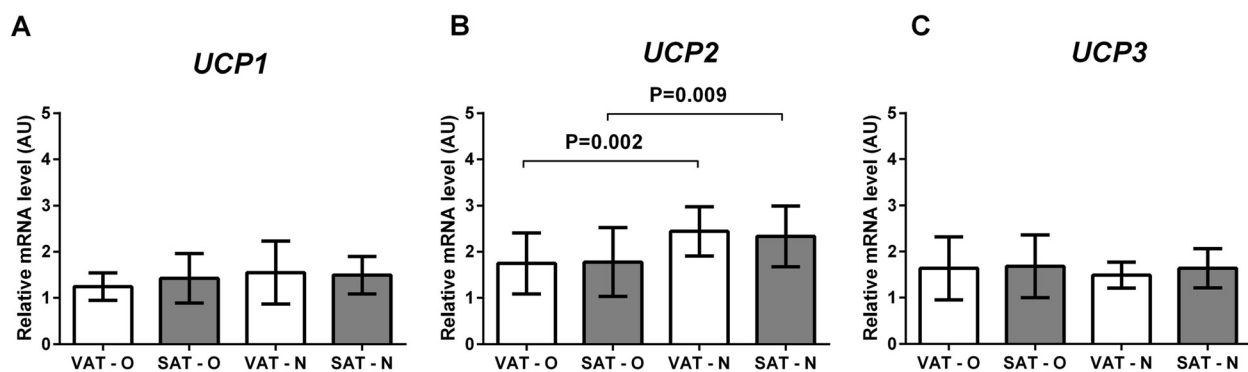 A
UCP1
Relative mRNA level (AU)
5
4
3
2
1
0
VAT - O
SAT - O
VAT - N
SAT - N
B
UCP2
P=0.009
P=0.002
Relative mRNA level (AU)
5
4
3
2
1
0
VAT - O
SAT - O
VAT - N
SAT - N
C
UCP3
Relative mRNA level (AU)
5
4
3
2
1
0
VAT - O
SAT - O
VAT - N
SAT - N